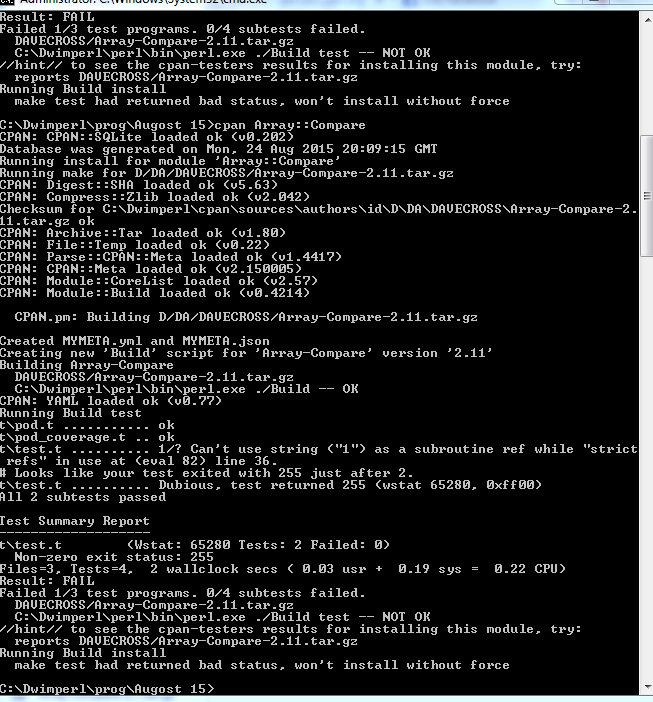 Administrator: C:\Windows\System32\cmd.exe
Result: FAIL
Failed 1/3 test programs. 0/4 subtests failed.
  DAVECROSS/Array-Compare-2.11.tar.gz
  C:\Dwimperl\perl\bin\perl.exe ./Build test -- NOT OK
//hint// to see the cpan-testers results for installing this module, try:
  reports DAVECROSS/Array-Compare-2.11.tar.gz
Running Build install
  make test had returned bad status, won't install without force
C:\Dwimperl\prog\Augost 15>cpan Array::Compare
CPAN: CPAN::SQLite loaded ok (v0.202)
Database was generated on Mon, 24 Aug 2015 20:09:15 GMT
Running install for module 'Array::Compare'
Running make for D/DA/DAVECROSS/Array-Compare-2.11.tar.gz
CPAN: Digest::SHA loaded ok (v5.63)
CPAN: Compress::Zlib loaded ok (v2.042)
Checksum for C:\Dwimperl\cpan\sources\authors\id\D\DA\DAVECROSS\Array-Compare-2.
11.tar.gz ok
CPAN: Archive::Tar loaded ok (v1.80)
CPAN: File::Temp loaded ok (v0.22)
CPAN: Parse::CPAN::Meta loaded ok (v1.4417)
CPAN: CPAN::Meta loaded ok (v2.150005)
CPAN: Module::CoreList loaded ok (v2.57)
CPAN: Module::Build loaded ok (v0.4214)
  CPAN.pm: Building D/DA/DAVECROSS/Array-Compare-2.11.tar.gz
Created MYMETA.yml and MYMETA.json
Creating new 'Build' script for 'Array-Compare' version '2.11'
Building Array-Compare
  DAVECROSS/Array-Compare-2.11.tar.gz
  C:\Dwimperl\perl\bin\perl.exe ./Build -- OK
CPAN: YAML loaded ok (v0.77)
Running Build test
t\pod.t ........... ok
t\pod_coverage.t .. ok
t\test.t .......... 1/? Can't use string ("1") as a subroutine ref while "strict
 refs" in use at (eval 82) line 36.
# Looks like your test exited with 255 just after 2.
t\test.t .......... Dubious, test returned 255 (wstat 65280, 0xff00)
All 2 subtests passed
Test Summary Report
-------------------
t\test.t        (Wstat: 65280 Tests: 2 Failed: 0)
  Non-zero exit status: 255
Files=3, Tests=4,  2 wallclock secs ( 0.03 usr +  0.19 sys =  0.22 CPU)
Result: FAIL
Failed 1/3 test programs. 0/4 subtests failed.
  DAVECROSS/Array-Compare-2.11.tar.gz
  C:\Dwimperl\perl\bin\perl.exe ./Build test -- NOT OK
//hint// to see the cpan-testers results for installing this module, try:
  reports DAVECROSS/Array-Compare-2.11.tar.gz
Running Build install
  make test had returned bad status, won't install without force
C:\Dwimperl\prog\Augost 15>